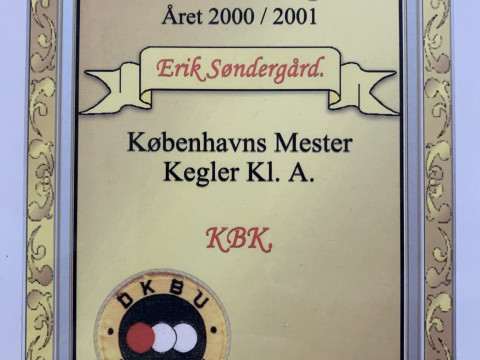 Året 2000 / 2001
Erik Søndergård.
Københavns Mester
Kegler Kl. A.
KBK.
DKBU